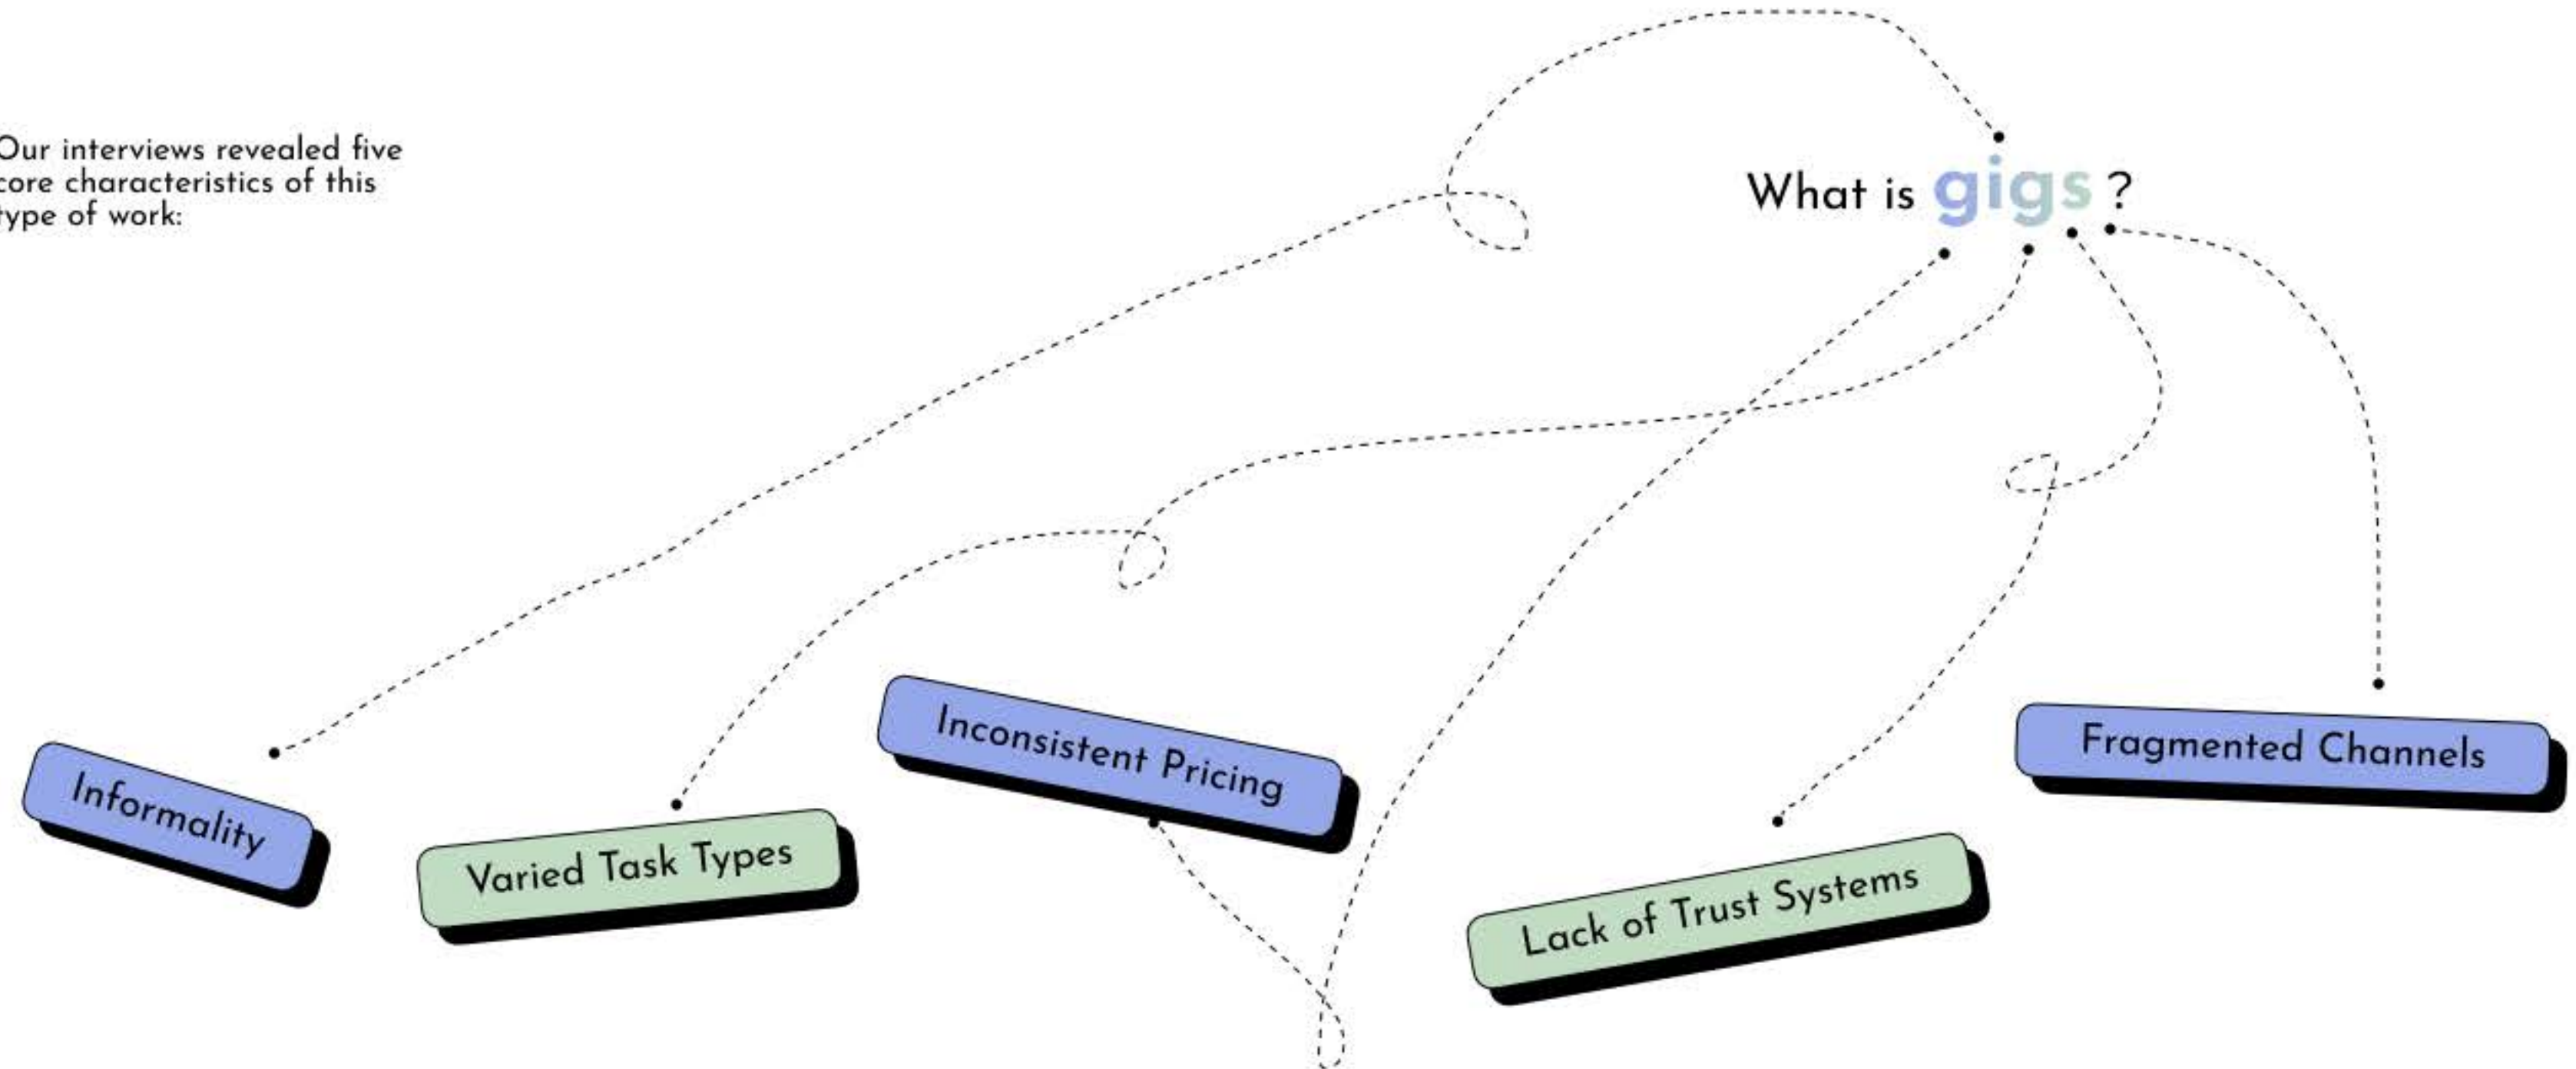 Our interviews revealed five
core characteristics of this
type of work:
What is gigs ?
Informality
Varied Task Types
Inconsistent Pricing
Lack of Trust Systems
Fragmented Channels